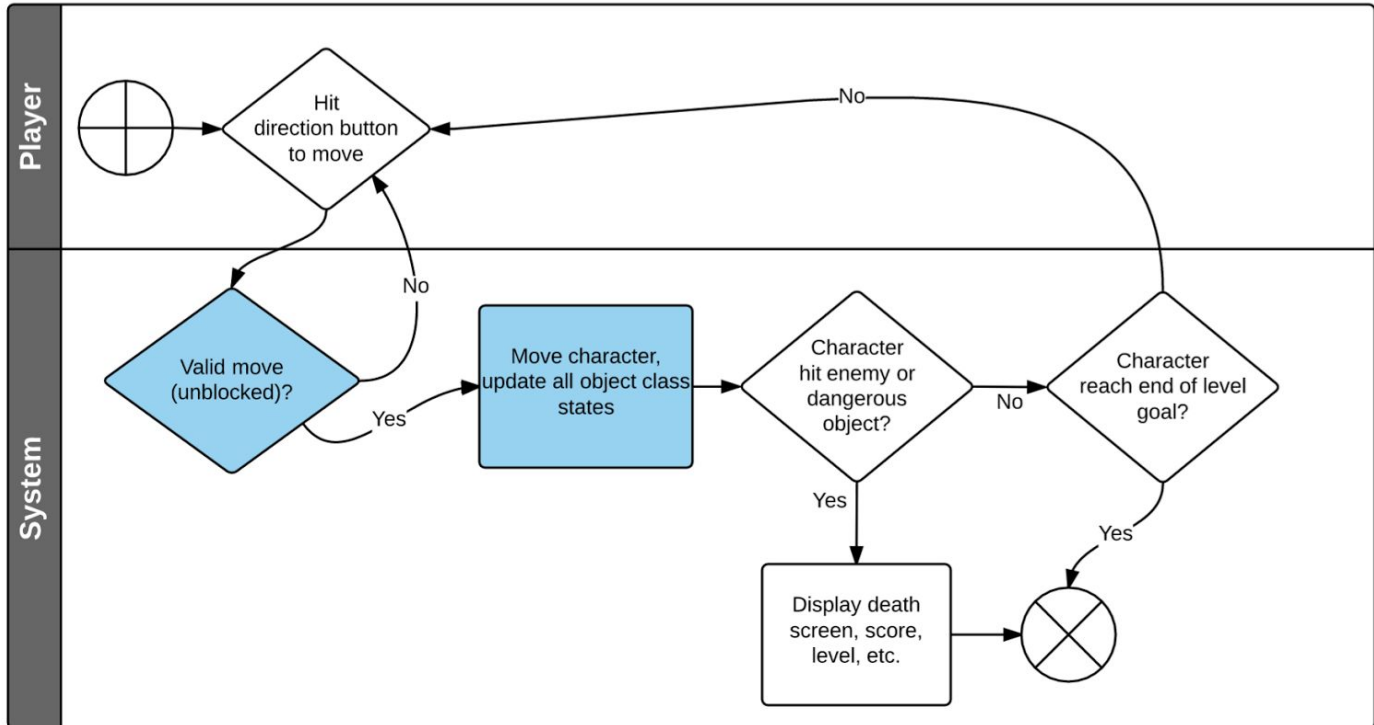 Player
Hit
direction button
to move
No
System
Valid move
(unblocked)?
No
Yes
Move character,
update all object class
states
Character
hit enemy or
dangerous
object?
No
Yes
Character
reach end of level
goal?
Yes
Display death
screen, score,
level, etc.